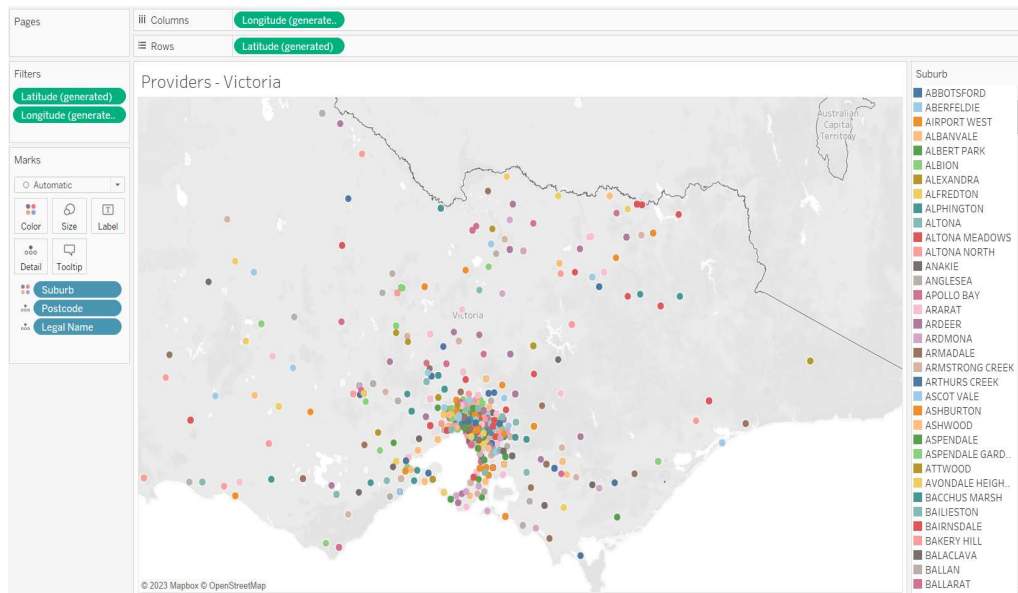 Pages
Columns
Longitude (generate..
Rows
Latitude (generated)
Filters
Latitude (generated)
Longitude (generate..
Marks
Automatic
Color
Size
T
Label
Detail
Tooltip
Suburb
Postcode
Legal Name
Providers - Victoria
Australian
Capital
Territory
Victoria
© 2023 Mapbox © OpenStreetMap
Suburb
ABBOTSFORD
ABERFELDIE
AIRPORT WEST
ALBANVALE
ALBERT PARK
ALBION
ALEXANDRA
ALFREDTON
ALPHINGTON
ALTONA
ALTONA MEADOWS
ALTONA NORTH
ANAKIE
ANGLESEA
APOLLO BAY
ARARAT
ARDEER
ARDMONA
ARMADALE
ARMSTRONG CREEK
ARTHURS CREEK
ASCOT VALE
ASHBURTON
ASHWOOD
ASPENDALE
ASPENDALE GARD..
ATTWOOD
AVONDALE HEIGH..
BACCHUS MARSH
BAILIESTON
BAIRNSDALE
BAKERY HILL
BALACLAVA
BALLAN
BALLARAT